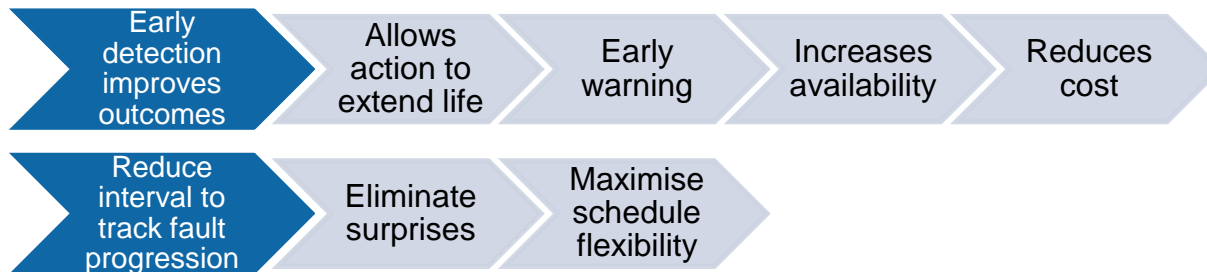 Early
detection
improves
outcomes
Allows
action to
extend life
Early
warning
Increases
availability
Reduces
cost
Reduce
interval to
track fault
progression
Eliminate
surprises
Maximise
schedule
flexibility